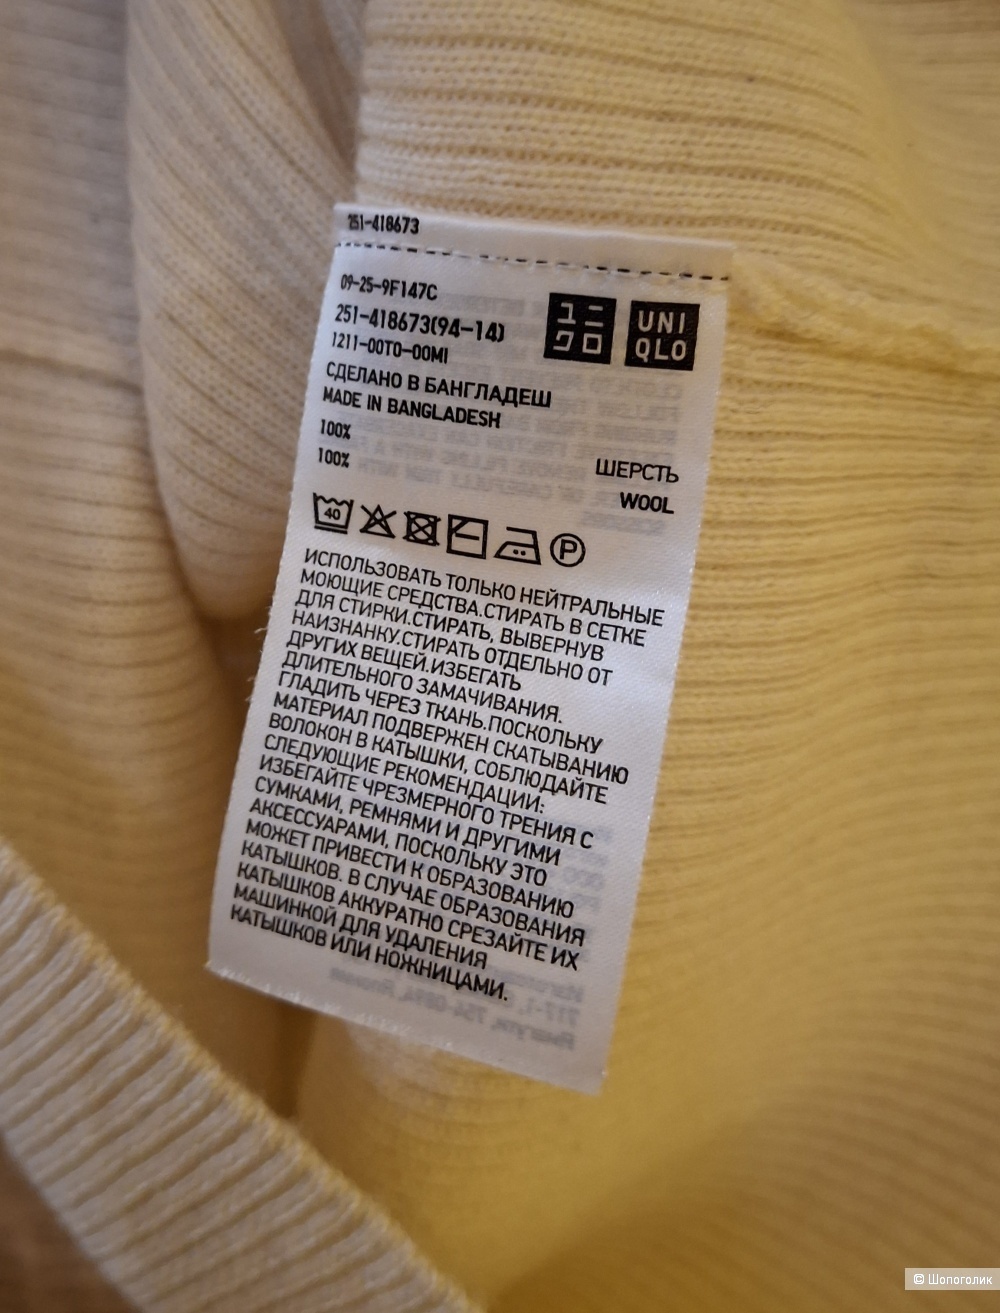 251-418673
09-25-9F147C
251-418673(94-14)
ユニ
クロ
UNI
QLO
1211-00T0-00MI
СДЕЛАНО В БАНГЛАДЕШ
MADE IN BANGLADESH
100% ШЕРСТЬ
100% WOOL
40
P
ИСПОЛЬЗОВАТЬ ТОЛЬКО НЕЙТРАЛЬНЫЕ
МОЮЩИЕ СРЕДСТВА.СТИРАТЬ В СЕТКЕ
ДЛЯ СТИРКИ.СТИРАТЬ, ВЫВЕРНУВ
НАИЗНАНКУ.СТИРАТЬ ОТДЕЛЬНО ОТ
ДРУГИХ ВЕЩЕЙ.ИЗБЕГАТЬ
ДЛИТЕЛЬНОГО ЗАМАЧИВАНИЯ.
ГЛАДИТЬ ЧЕРЕЗ ТКАНЬ.ПОСКОЛЬКУ
МАТЕРИАЛ ПОДВЕРЖЕН СКАТЫВАНИЮ
ВОЛОКОН В КАТЫШКИ, СОБЛЮДАЙТЕ
СЛЕДУЮЩИЕ РЕКОМЕНДАЦИИ:
ИЗБЕГАЙТЕ ЧРЕЗМЕРНОГО ТРЕНИЯ С
СУМКАМИ, РЕМНЯМИ И ДРУГИМИ
АКСЕССУАРАМИ, ПОСКОЛЬКУ ЭТО
МОЖЕТ ПРИВЕСТИ К ОБРАЗОВАНИЮ
КАТЫШКОВ. В СЛУЧАЕ ОБРАЗОВАНИЯ
КАТЫШКОВ АККУРАТНО СРЕЗАЙТЕ ИХ
МАШИНКОЙ ДЛЯ УДАЛЕНИЯ
КАТЫШКОВ ИЛИ НОЖНИЦАМИ.
© Шопоголик